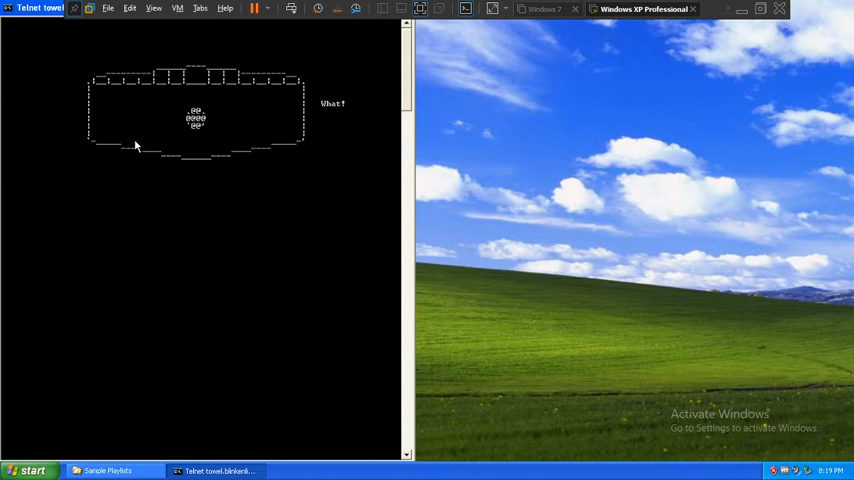 Telnet towel
File Edit View VM Tabs Help
Windows 7
Windows XP Professional
What!
Activate Windows
Go to Settings to activate Windows.
start
Sample Playlists
Telnet towel.blinkenli...
8:19 PM